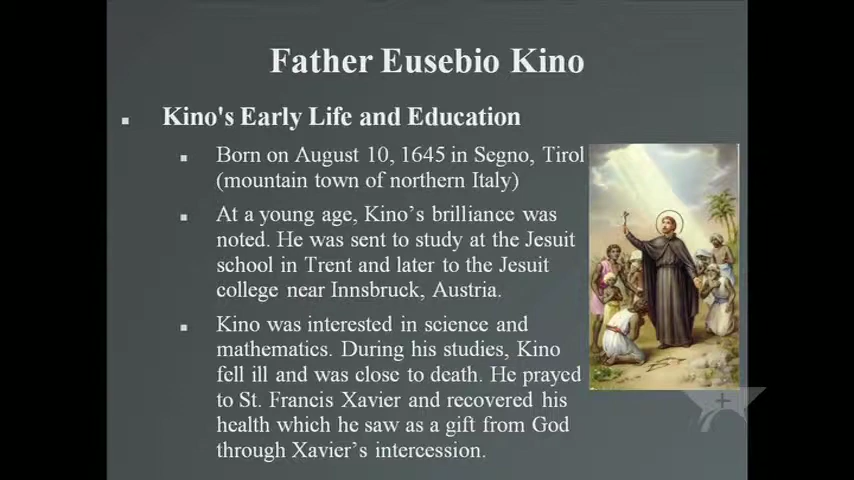 Father Eusebio Kino
Kino's Early Life and Education
Born on August 10, 1645 in Segno, Tirol
(mountain town of northern Italy)
At a young age, Kino’s brilliance was
noted. He was sent to study at the Jesuit
school in Trent and later to the Jesuit
college near Innsbruck, Austria.
Kino was interested in science and
mathematics. During his studies, Kino
fell ill and was close to death. He prayed
to St. Francis Xavier and recovered his
health which he saw as a gift from God
through Xavier’s intercession.